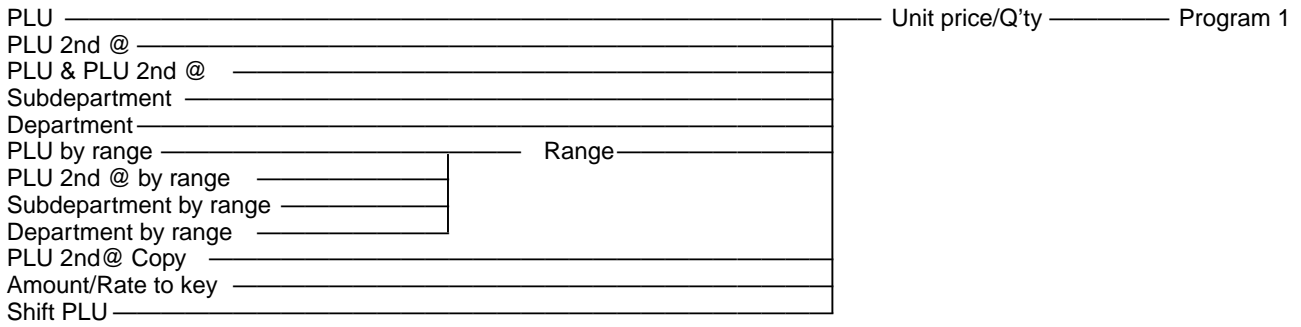 PLU Unit price/Q’ty Program 1
PLU 2nd @
PLU & PLU 2nd @
Subdepartment
Department
PLU by range Range
PLU 2nd @ by range
Subdepartment by range
Department by range
PLU 2nd@ Copy
Amount/Rate to key
Shift PLU